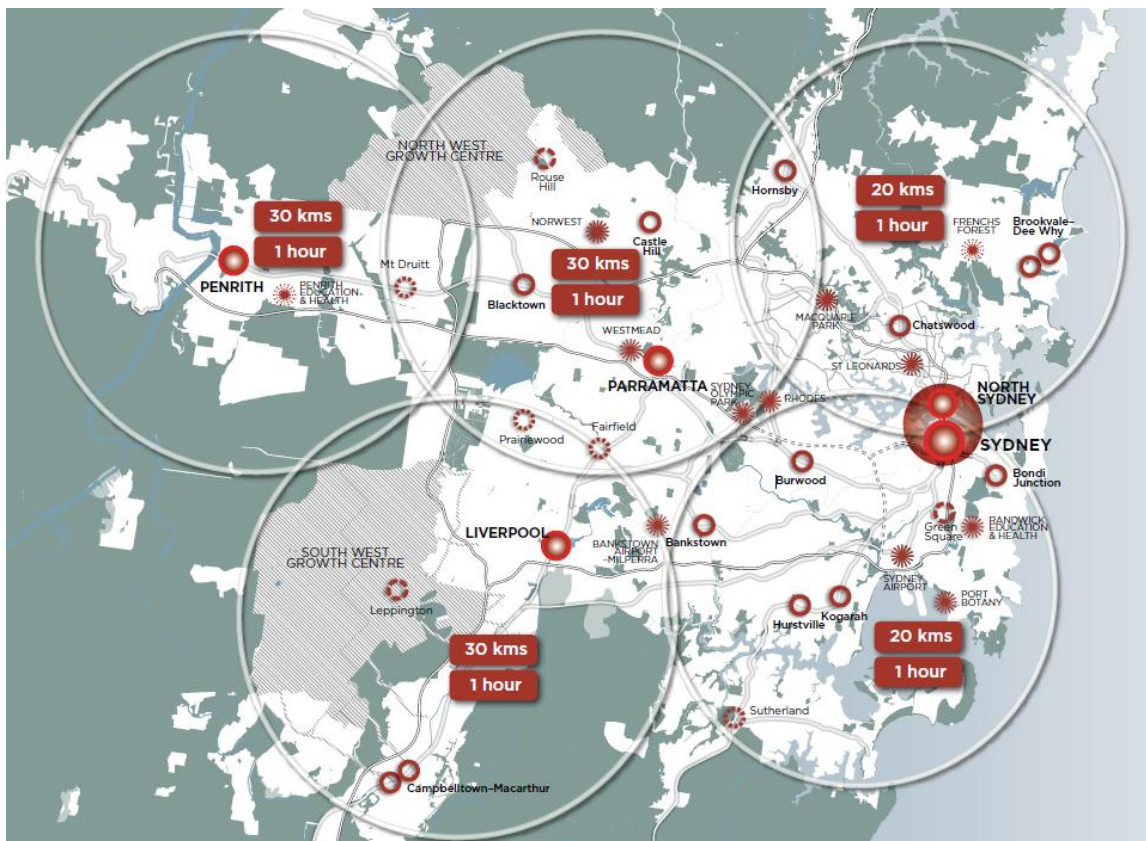 NORTH WEST
GROWTH CENTRE
Rouse
Hill
Hornsby
20 kms
1 hour
FRENCHS
FOREST
Brookvale-
Dee Why
30 kms
1 hour
PENRITH
PENRITH
EDUCATION
& HEALTH
Mt Druitt
NORWEST
Castle
Hill
30 kms
1 hour
Blacktown
MACQUARIE
PARK
Chatswood
WESTMEAD
PARRAMATTA
ST LEONARDS
SYDNEY
OLYMPIC
PARK
RHODES
NORTH
SYDNEY
SYDNEY
Prairiewood
Fairfield
Burwood
Bondi
Junction
LIVERPOOL
BANKSTOWN
AIRPORT
-MILPERRA
Bankstown
Green
Square
RANDWICK
EDUCATION
& HEALTH
SOUTH WEST
GROWTH CENTRE
Leppington
SYDNEY
AIRPORT
PORT
BOTANY
Hurstville
Kogarah
30 kms
1 hour
20 kms
1 hour
Sutherland
Campbelltown-Macarthur